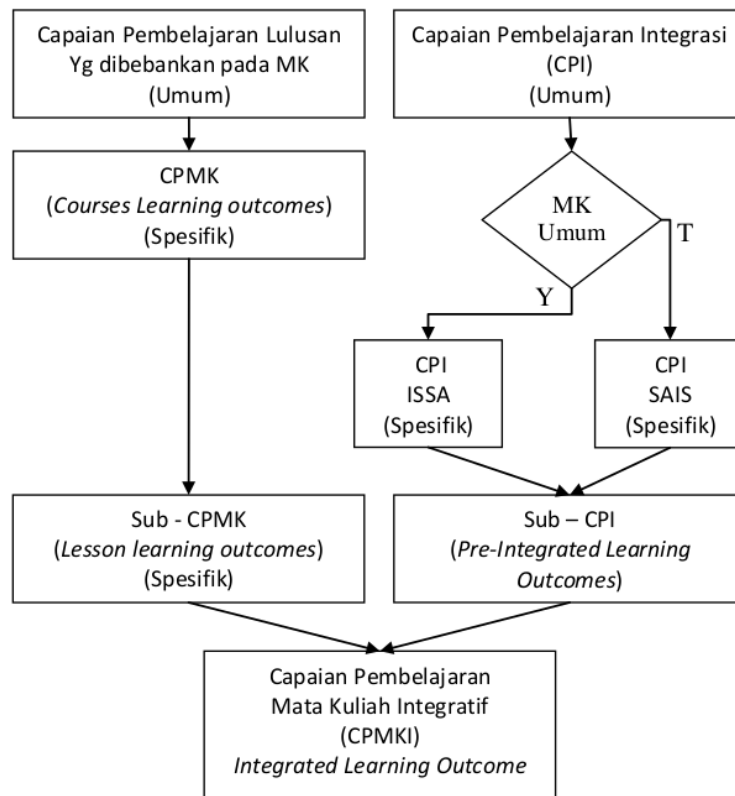 Capaian Pembelajaran Lulusan
Yg dibebankan pada MK
(Umum)
Capaian Pembelajaran Integrasi
(CPI)
(Umum)
CPMK
(Courses Learning outcomes)
(Spesifik)
MK
Umum
T
Y
CPI
ISSA
(Spesifik)
CPI
SAIS
(Spesifik)
Sub - CPMK
(Lesson learning outcomes)
(Spesifik)
Sub – CPI
(Pre-Integrated Learning
Outcomes)
Capaian Pembelajaran
Mata Kuliah Integratif
(CPMKI)
Integrated Learning Outcome